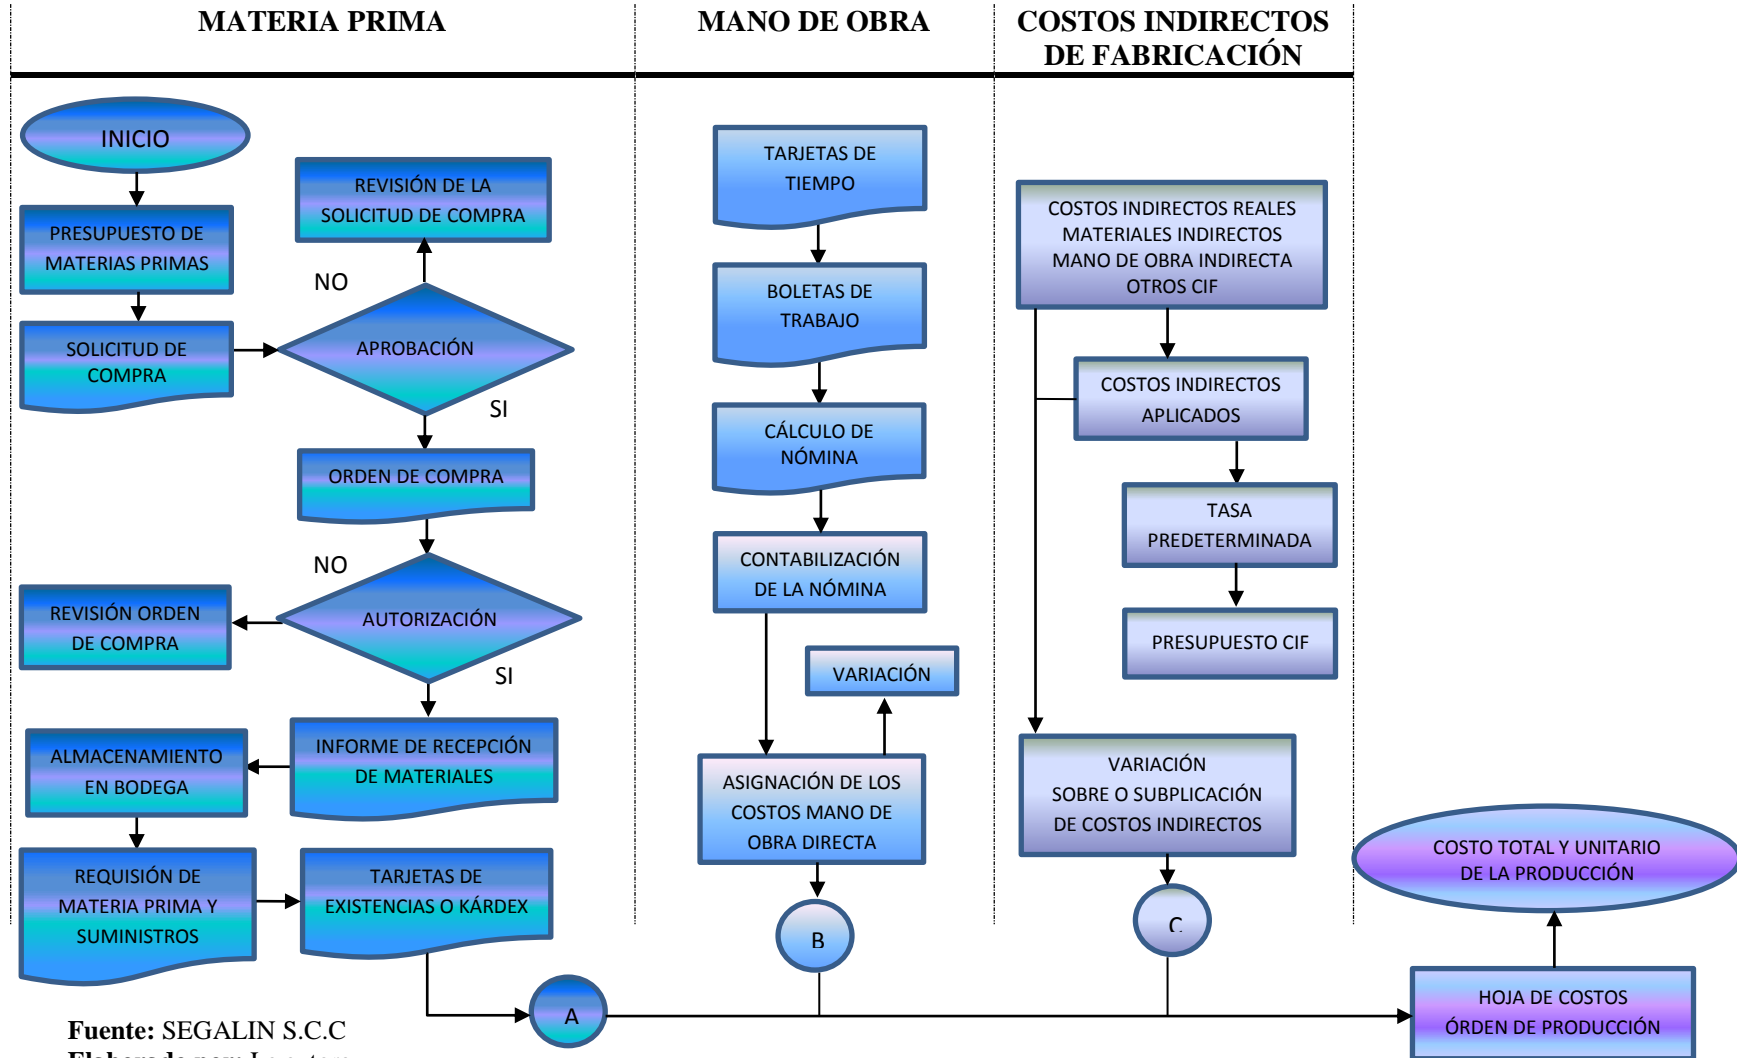 MATERIA PRIMA
MANO DE OBRA
COSTOS INDIRECTOS
DE FABRICACIÓN
INICIO
PRESUPUESTO DE
MATERIAS PRIMAS
SOLICITUD DE
COMPRA
REVISIÓN DE LA
SOLICITUD DE COMPRA
NO
APROBACIÓN
SI
ORDEN DE COMPRA
NO
AUTORIZACIÓN
SI
REVISIÓN ORDEN
DE COMPRA
INFORME DE RECEPCIÓN
DE MATERIALES
ALMACENAMIENTO
EN BODEGA
REQUISIÓN DE
MATERIA PRIMA Y
SUMINISTROS
TARJETAS DE
EXISTENCIAS O KÁRDEX
A
TARJETAS DE
TIEMPO
BOLETAS DE
TRABAJO
CÁLCULO DE
NÓMINA
CONTABILIZACIÓN
DE LA NÓMINA
VARIACIÓN
ASIGNACIÓN DE LOS
COSTOS MANO DE
OBRA DIRECTA
B
COSTOS INDIRECTOS REALES
MATERIALES INDIRECTOS
MANO DE OBRA INDIRECTA
OTROS CIF
COSTOS INDIRECTOS
APLICADOS
TASA
PREDETERMINADA
PRESUPUESTO CIF
VARIACIÓN
SOBRE O SUBPLICACIÓN
DE COSTOS INDIRECTOS
C
COSTO TOTAL Y UNITARIO
DE LA PRODUCCIÓN
HOJA DE COSTOS
ÓRDEN DE PRODUCCIÓN
Fuente: SEGALIN S.C.C
Elaborado por: La autora